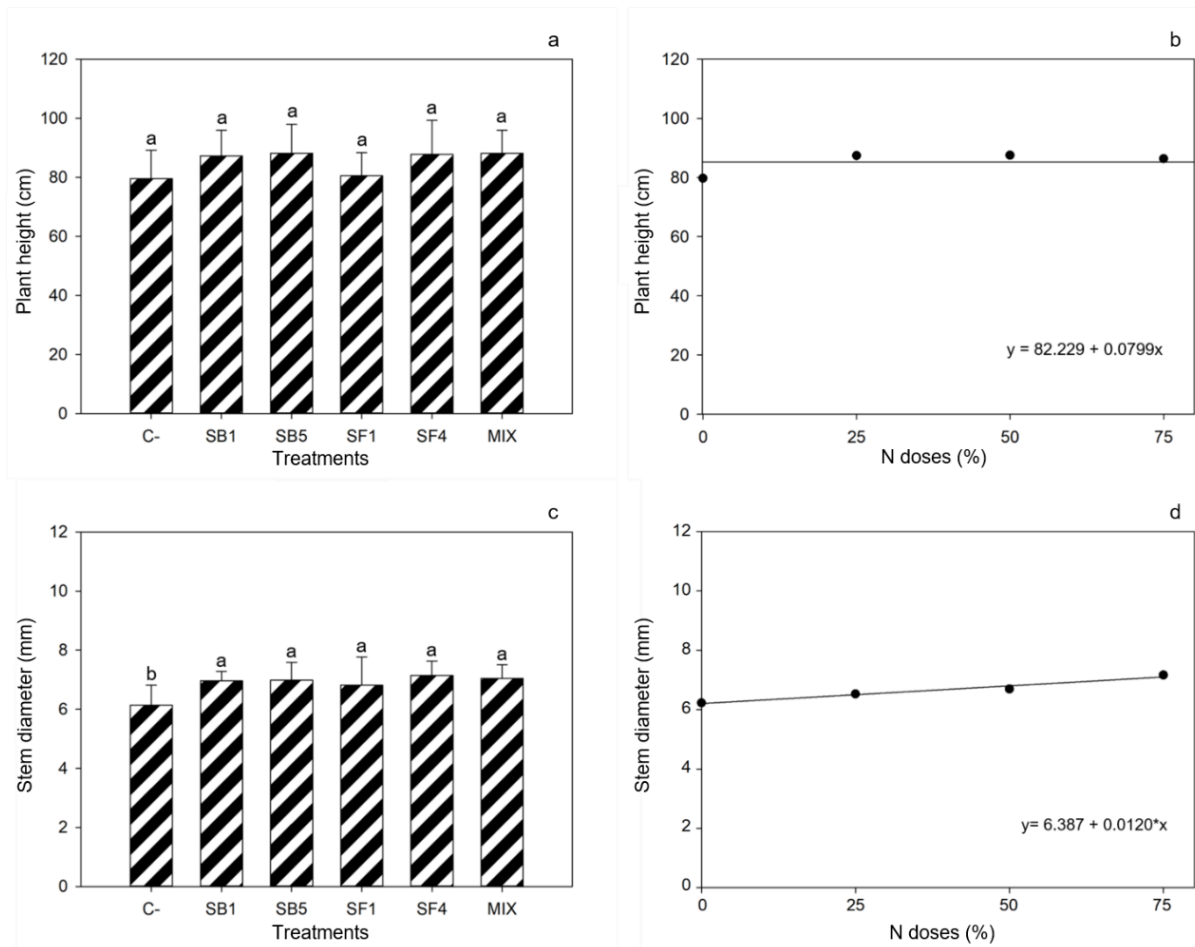 a
120
100
80
60
40
20
0
Plant height (cm)
a a a a a a
C- SB1 SB5 SF1 SF4 MIX
Treatments
b
120
100
80
60
40
20
0
Plant height (cm)
y = 82.229 + 0.0799x
0 25 50 75
N doses (%)
c
12
10
8
6
4
2
0
Stem diameter (mm)
b a a a a a
C- SB1 SB5 SF1 SF4 MIX
Treatments
d
12
10
8
6
4
2
0
Stem diameter (mm)
y= 6.387 + 0.0120*x
0 25 50 75
N doses (%)